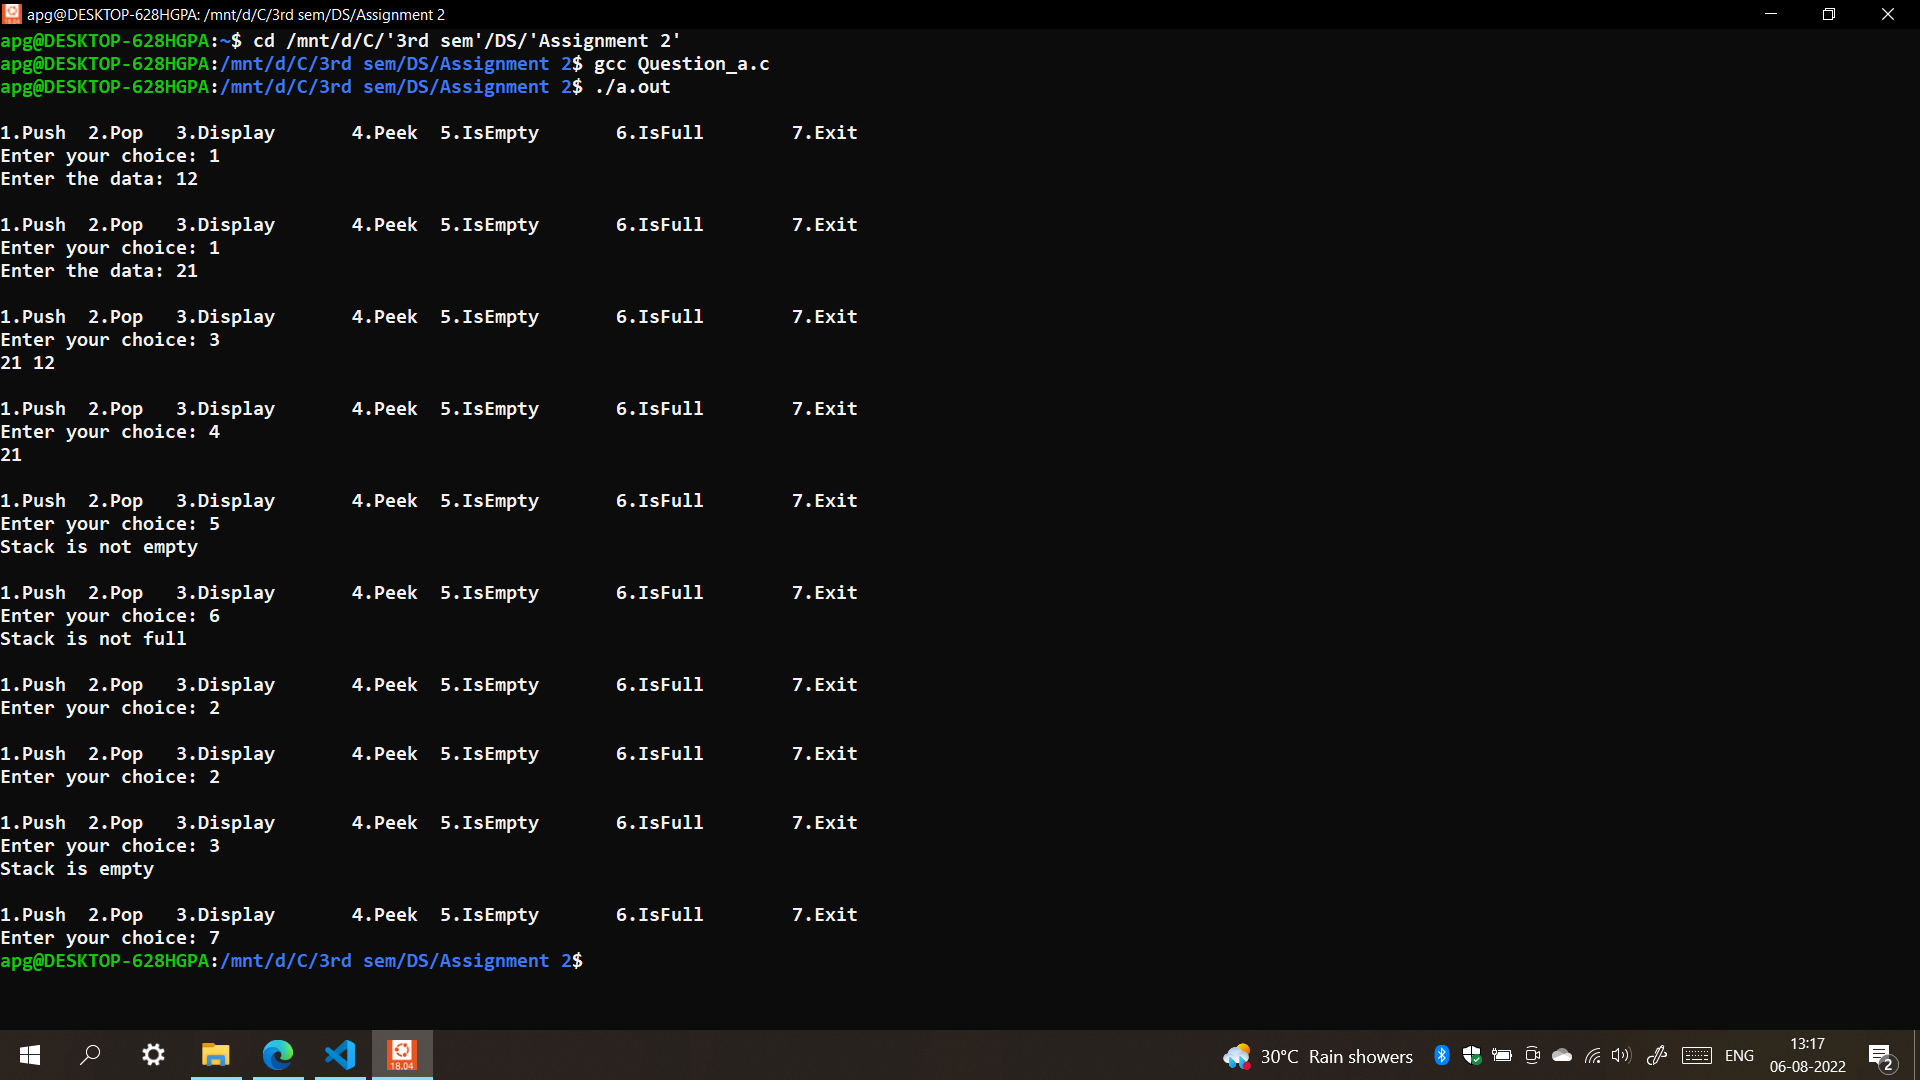 apg@DESKTOP-628HGPA: /mnt/d/C/3rd sem/DS/Assignment 2
apg@DESKTOP-628HGPA:~$ cd /mnt/d/C/'3rd sem'/DS/'Assignment 2'
apg@DESKTOP-628HGPA:/mnt/d/C/3rd sem/DS/Assignment 2$ gcc Question_a.c
apg@DESKTOP-628HGPA:/mnt/d/C/3rd sem/DS/Assignment 2$ ./a.out
1.Push 2.Pop 3.Display 4.Peek 5.IsEmpty 6.IsFull 7.Exit
Enter your choice: 1
Enter the data: 12
1.Push 2.Pop 3.Display 4.Peek 5.IsEmpty 6.IsFull 7.Exit
Enter your choice: 1
Enter the data: 21
1.Push 2.Pop 3.Display 4.Peek 5.IsEmpty 6.IsFull 7.Exit
Enter your choice: 3
21 12
1.Push 2.Pop 3.Display 4.Peek 5.IsEmpty 6.IsFull 7.Exit
Enter your choice: 4
21
1.Push 2.Pop 3.Display 4.Peek 5.IsEmpty 6.IsFull 7.Exit
Enter your choice: 5
Stack is not empty
1.Push 2.Pop 3.Display 4.Peek 5.IsEmpty 6.IsFull 7.Exit
Enter your choice: 6
Stack is not full
1.Push 2.Pop 3.Display 4.Peek 5.IsEmpty 6.IsFull 7.Exit
Enter your choice: 2
1.Push 2.Pop 3.Display 4.Peek 5.IsEmpty 6.IsFull 7.Exit
Enter your choice: 2
1.Push 2.Pop 3.Display 4.Peek 5.IsEmpty 6.IsFull 7.Exit
Enter your choice: 3
Stack is empty
1.Push 2.Pop 3.Display 4.Peek 5.IsEmpty 6.IsFull 7.Exit
Enter your choice: 7
apg@DESKTOP-628HGPA:/mnt/d/C/3rd sem/DS/Assignment 2$
18.04
30°C Rain showers
ENG
13:17
06-08-2022
2